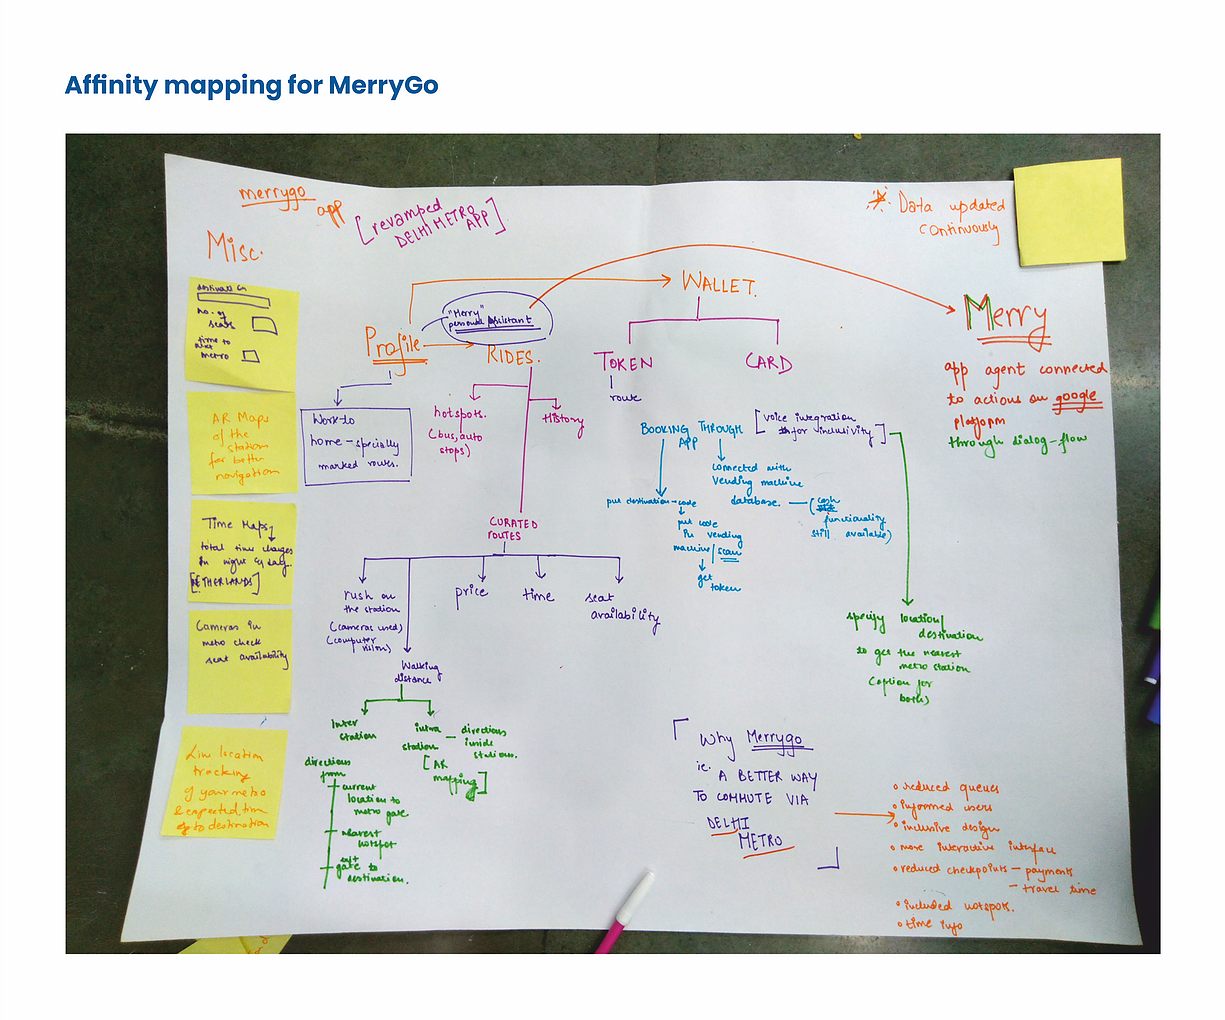 Affinity mapping for MerryGo
merrygo
app
[revamped
DELHI METRO
APP]
Data updated
continuously
Misc.
no. of
seats
time to
next
metro
AR Maps
of the
station
for better
navigation
Time Maps
total time changes
in night & day
[NETHERLANDS]
Cameras in
metro check
seat availability
Live location
tracking
of your metro
& expected time
to destination
"Merry"
personal assistant
Profile
RIDES.
WALLET.
Merry
app agent connected
to actions on google
platform
through dialog-flow
Work-to
home - specially
marked routes.
hotspots.
(bus, auto
stops)
History
CURATED
ROUTES
rush on
the station
(cameras used)
(computer
vision)
price
time
seat
availability
Walking
distance
Inter
station
intra
station
directions
inside
stations.
[AR
mapping]
directions
from
current
location to
metro gate
nearest
hotspot
exit
gate to
destination.
TOKEN
CARD
route
BOOKING THROUGH
APP
[voice integration
for inclusivity]
connected with
vending machine
database. — (cash
functionality
still available)
put destination - code
put code
in vending
machine/scan
get
token
specify location/
destination
to get the nearest
metro station
(option for
both)
Why Merrygo
ie. A BETTER WAY
TO COMMUTE VIA
DELHI
METRO
reduced queues
informed users
inclusive design
more interactive interface
reduced checkpoints - payments
- travel time
included hotspots.
time info